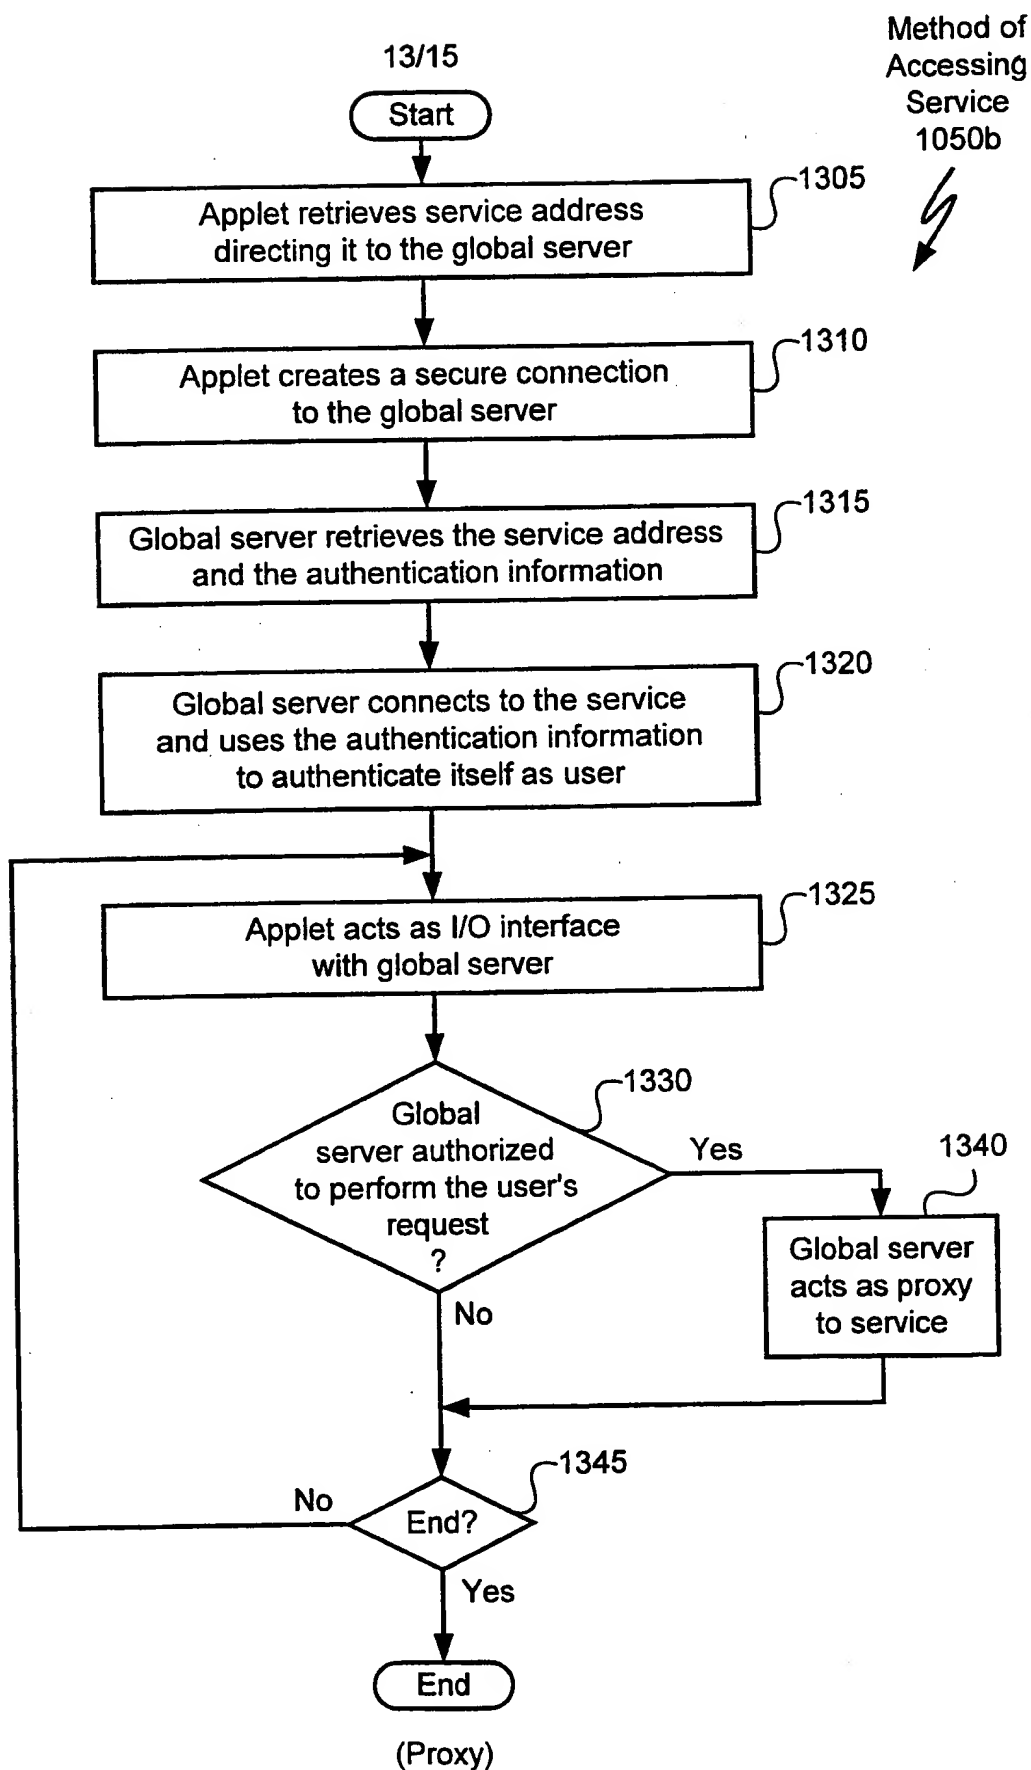 13/15
Method of
Accessing
Service
1050b
Start
1305
Applet retrieves service address
directing it to the global server
1310
Applet creates a secure connection
to the global server
1315
Global server retrieves the service address
and the authentication information
1320
Global server connects to the service
and uses the authentication information
to authenticate itself as user
1325
Applet acts as I/O interface
with global server
1330
Global
server authorized
to perform the user's
request
?
Yes
1340
Global server
acts as proxy
to service
No
1345
No
End?
Yes
End
(Proxy)